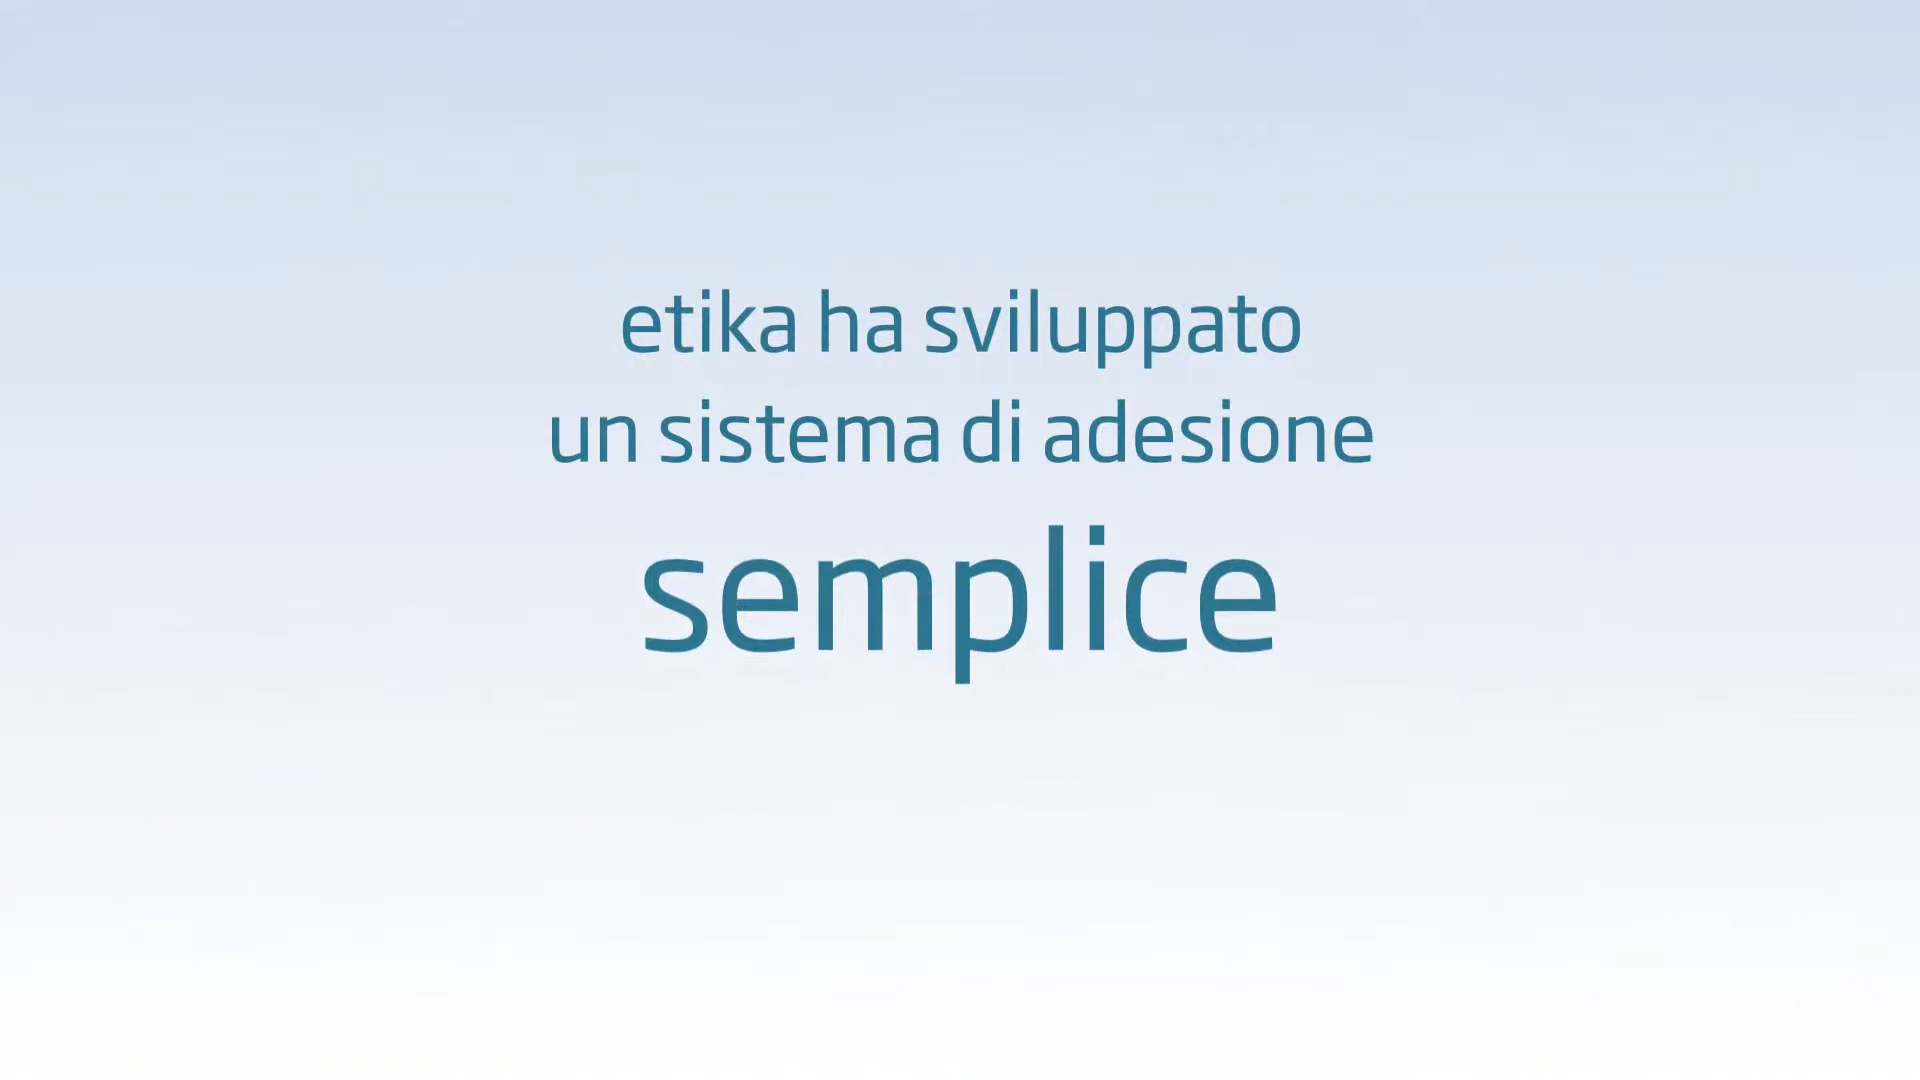 etika ha sviluppato
un sistema di adesione
semplice